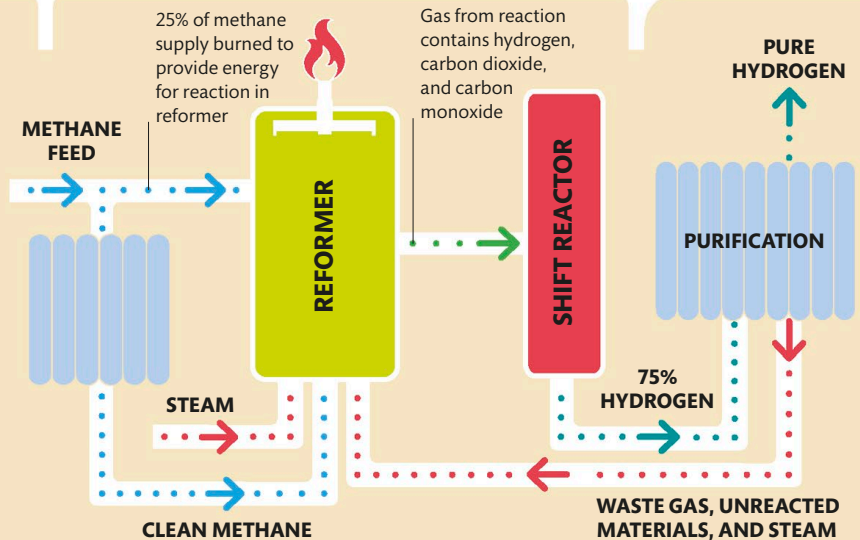 25% of methane
supply burned to
provide energy
for reaction in
reformer
Gas from reaction
contains hydrogen,
carbon dioxide,
and carbon
monoxide
PURE
HYDROGEN
METHANE
FEED
REFORMER
SHIFT REACTOR
PURIFICATION
STEAM
75%
HYDROGEN
CLEAN METHANE
WASTE GAS, UNREACTED
MATERIALS, AND STEAM